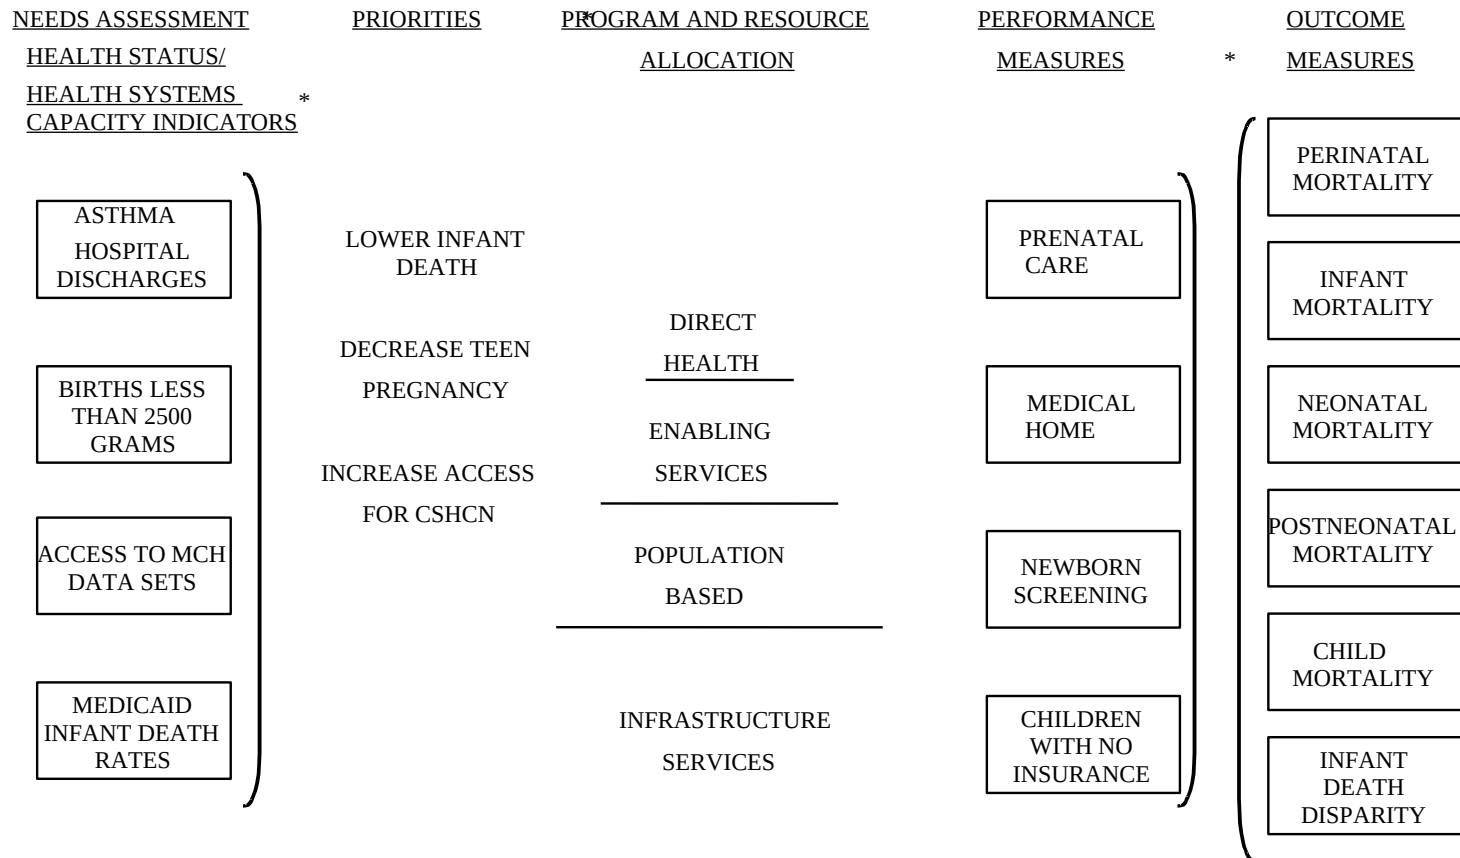 NEEDS ASSESSMENT
HEALTH STATUS/
HEALTH SYSTEMS
CAPACITY INDICATORS
*
ASTHMA
HOSPITAL
DISCHARGES
BIRTHS LESS
THAN 2500
GRAMS
ACCESS TO MCH
DATA SETS
MEDICAID
INFANT DEATH
RATES
PRIORITIES
LOWER INFANT
DEATH
DECREASE TEEN
PREGNANCY
INCREASE ACCESS
FOR CSHCN
*
PROGRAM AND RESOURCE
ALLOCATION
DIRECT
HEALTH
ENABLING
SERVICES
POPULATION
BASED
INFRASTRUCTURE
SERVICES
PERFORMANCE
MEASURES
*
PRENATAL
CARE
MEDICAL
HOME
NEWBORN
SCREENING
CHILDREN
WITH NO
INSURANCE
OUTCOME
MEASURES
PERINATAL
MORTALITY
INFANT
MORTALITY
NEONATAL
MORTALITY
POSTNEONATAL
MORTALITY
CHILD
MORTALITY
INFANT
DEATH
DISPARITY